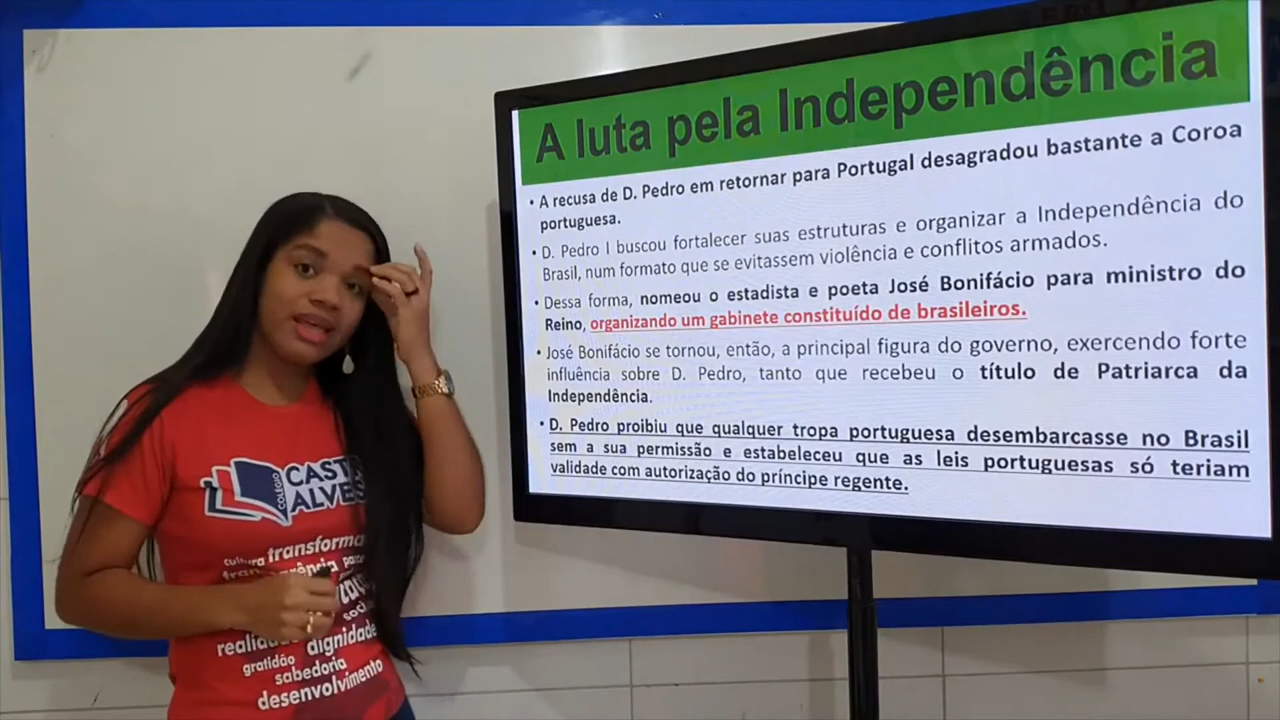 A luta pela Independência
• A recusa de D. Pedro em retornar para Portugal desagradou bastante a Coroa
portuguesa.
• D. Pedro I buscou fortalecer suas estruturas e organizar a Independência do
Brasil, num formato que se evitassem violência e conflitos armados.
• Dessa forma, nomeou o estadista e poeta José Bonifácio para ministro do
Reino, organizando um gabinete constituído de brasileiros.
• José Bonifácio se tornou, então, a principal figura do governo, exercendo forte
influência sobre D. Pedro, tanto que recebeu o título de Patriarca da
Independência.
• D. Pedro proibiu que qualquer tropa portuguesa desembarcasse no Brasil
sem a sua permissão e estabeleceu que as leis portuguesas só teriam
validade com autorização do príncipe regente.
COLÉGIO
CASTR
ALVES
cultura transforma
realida dignidade
gratidão
sabedoria
desenvolvimento